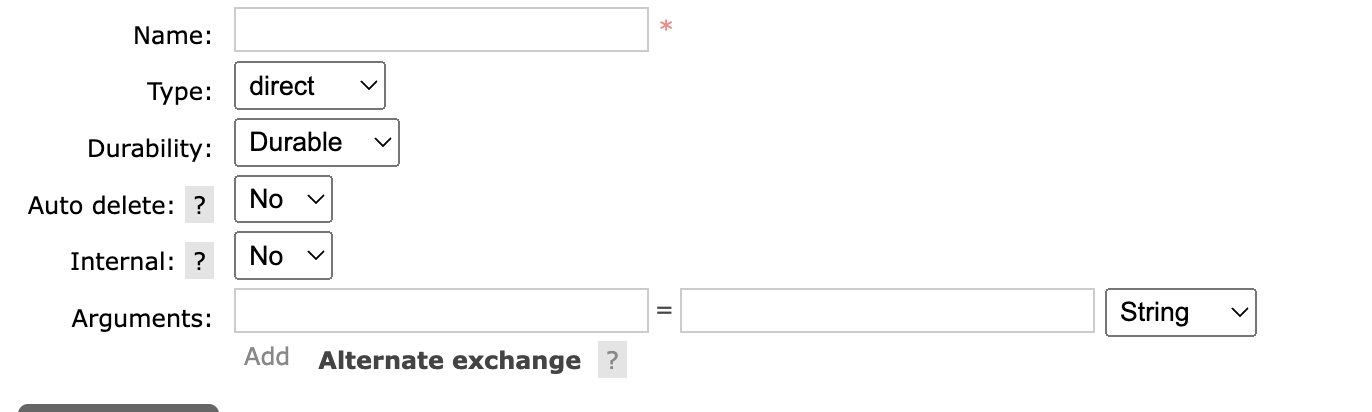 Name: *
Type: direct
Durability: Durable
Auto delete: ? No
Internal: ? No
Arguments: = String
Add Alternate exchange ?